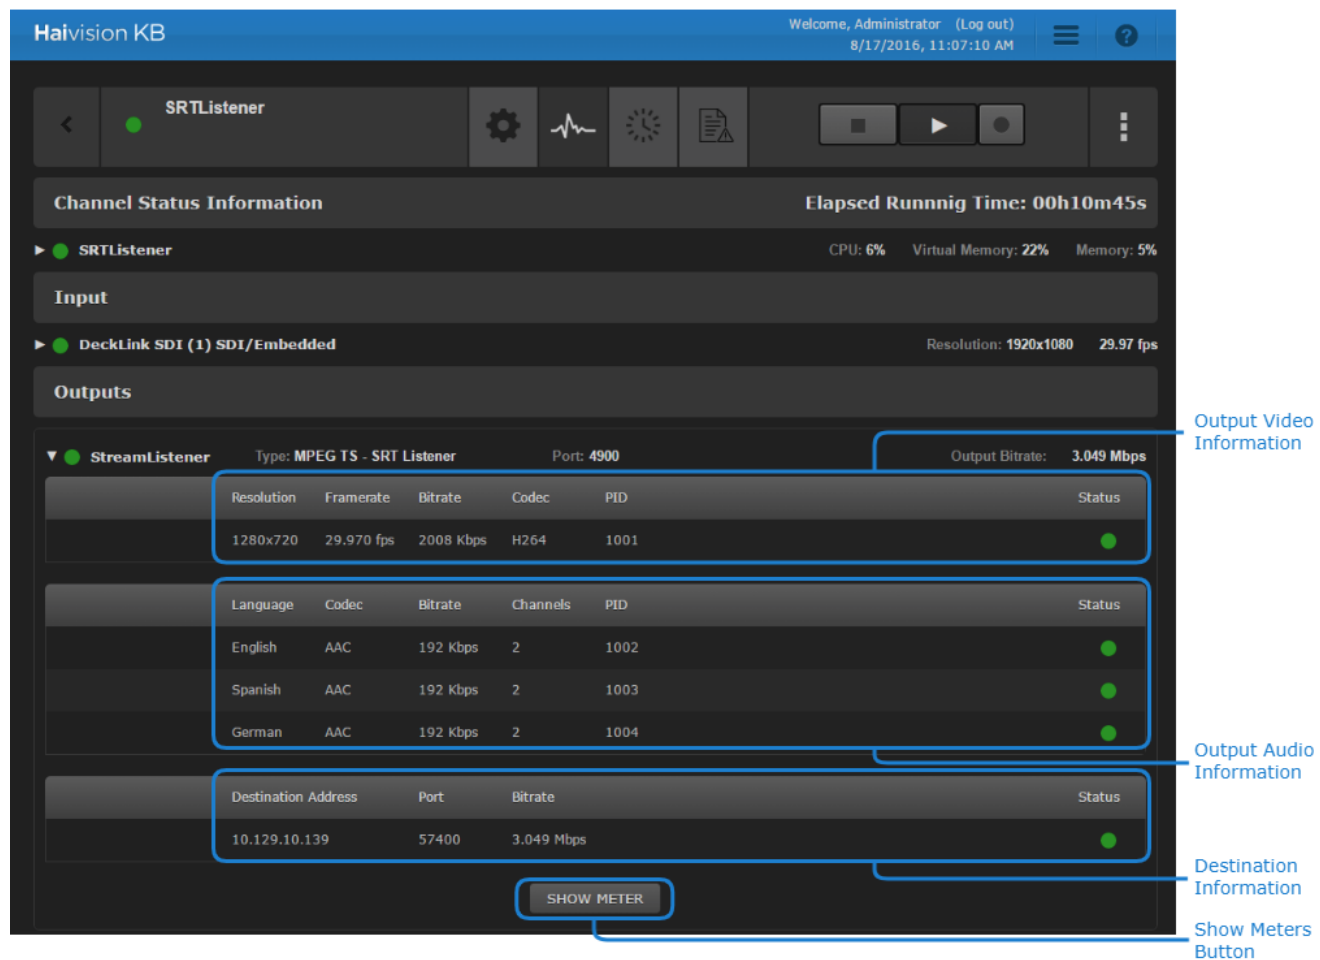 Haivision KB
Welcome, Administrator (Log out)
8/17/2016, 11:07:10 AM
SRTListener
Channel Status Information Elapsed Runnnig Time: 00h10m45s
SRTListener CPU: 6% Virtual Memory: 22% Memory: 5%
Input
DeckLink SDI (1) SDI/Embedded Resolution: 1920x1080 29.97 fps
Outputs
Output Video
Information
StreamListener Type: MPEG TS - SRT Listener Port: 4900 Output Bitrate: 3.049 Mbps
Resolution Framerate Bitrate Codec PID Status
1280x720 29.970 fps 2008 Kbps H264 1001
Language Codec Bitrate Channels PID Status
English AAC 192 Kbps 2 1002
Spanish AAC 192 Kbps 2 1003
German AAC 192 Kbps 2 1004
Output Audio
Information
Destination Address Port Bitrate Status
10.129.10.139 57400 3.049 Mbps
Destination
Information
SHOW METER
Show Meters
Button